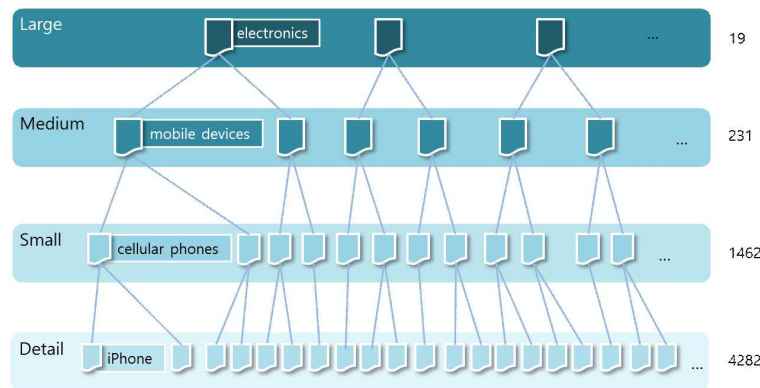 Large
electronics
...
19
Medium
mobile devices
...
231
Small
cellular phones
...
1462
Detail
iPhone
...
4282